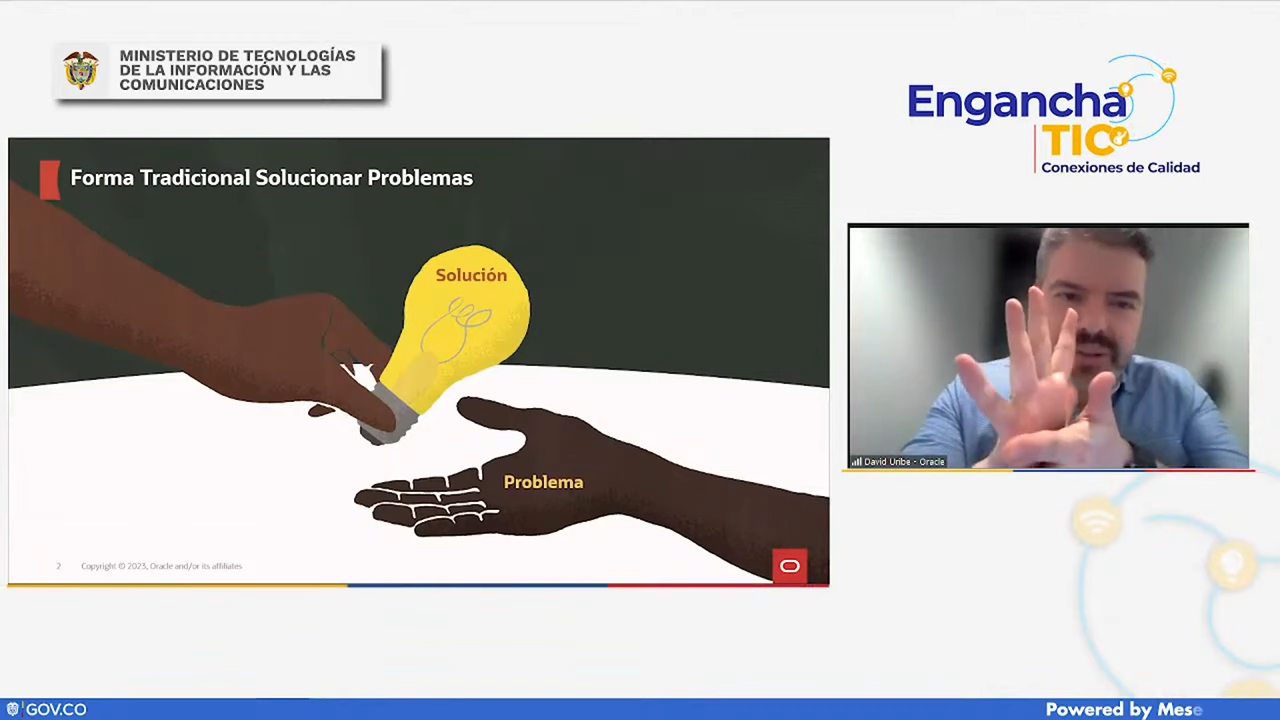 MINISTERIO DE TECNOLOGÍAS
DE LA INFORMACIÓN Y LAS
COMUNICACIONES
Engancha
TIC
Conexiones de Calidad
Forma Tradicional Solucionar Problemas
Solución
Problema
2 Copyright © 2023, Oracle and/or its affiliates
David Uribe - Oracle
GOV.CO
Powered by Mese